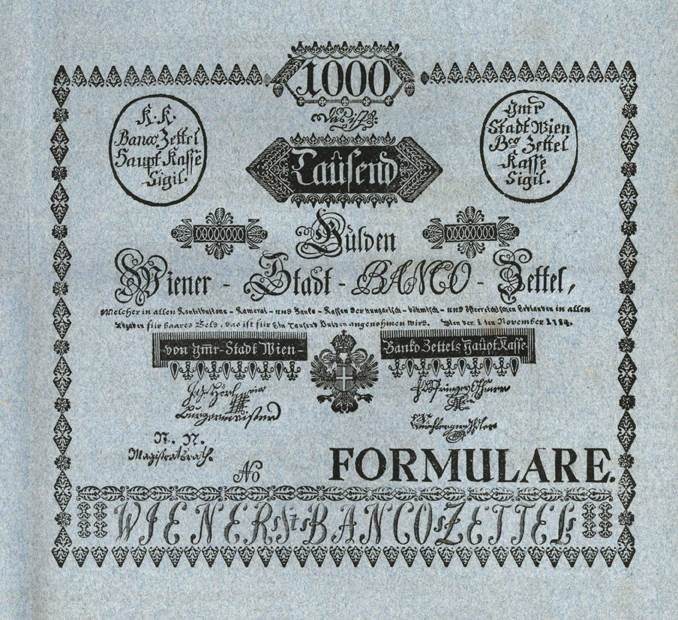 1000
K. K.
Banco Zettel
Haupt Kasse
Sigil.
Gmr
Stadt Wien
Bco Zettel
Kasse
Sigil.
Tausend
Gülden
Wiener - Stadt - BANCO - Zettel,
Welcher in allen Kontributions - Kameral - und Banko - Kassen der hungarisch - böhmisch - und österreichischen Erblanden in allen
Abgaben für baares Geld, das ist für Ein Tausend Gulden angenommen wird. Wien den 1 ten November 1784.
von Gmr-Stadt Wien-
Banko Zettels Haupt Kasse
Burgermeister
N. N.
Magistratsrath.
No
FORMULARE.
WIENER St BANCO ZETTEL